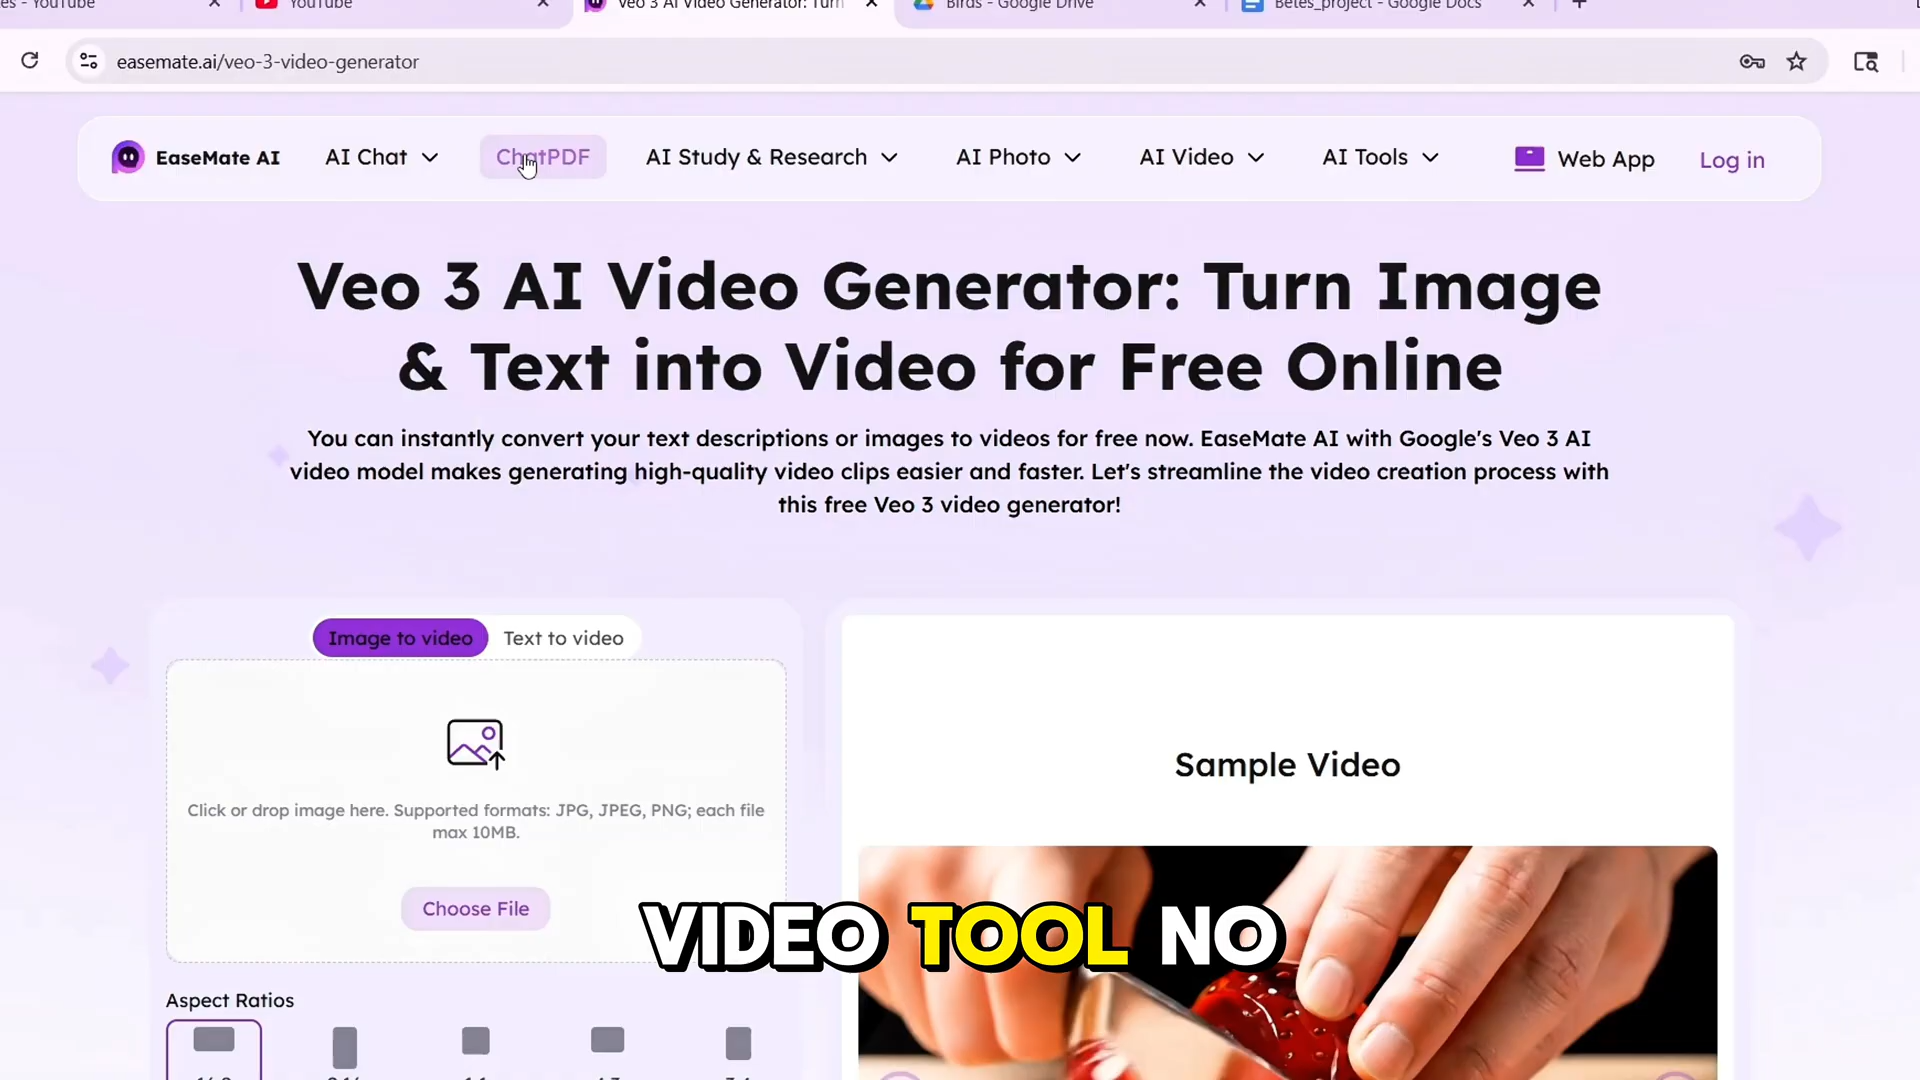 YouTube
YouTube
Veo 3 AI Video Generator: Turn
Birds - Google Drive
Betes_project - Google Docs
easemate.ai/veo-3-video-generator
EaseMate AI
AI Chat
ChatPDF
AI Study & Research
AI Photo
AI Video
AI Tools
Web App
Log in
Veo 3 AI Video Generator: Turn Image
& Text into Video for Free Online
You can instantly convert your text descriptions or images to videos for free now. EaseMate AI with Google's Veo 3 AI
video model makes generating high-quality video clips easier and faster. Let's streamline the video creation process with
this free Veo 3 video generator!
Image to video
Text to video
Sample Video
Click or drop image here. Supported formats: JPG, JPEG, PNG; each file
max 10MB.
Choose File
VIDEO TOOL NO
Aspect Ratios